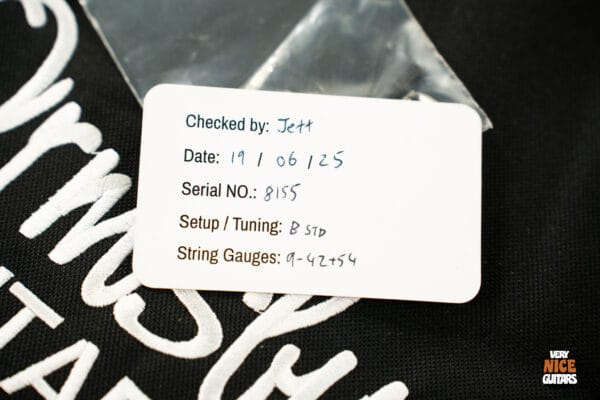 Checked by: Jett
Date: 19 / 06 / 25
Serial NO.: 8155
Setup / Tuning: B STD
String Gauges: 9-42+54
VERY
NICE
GUITARS